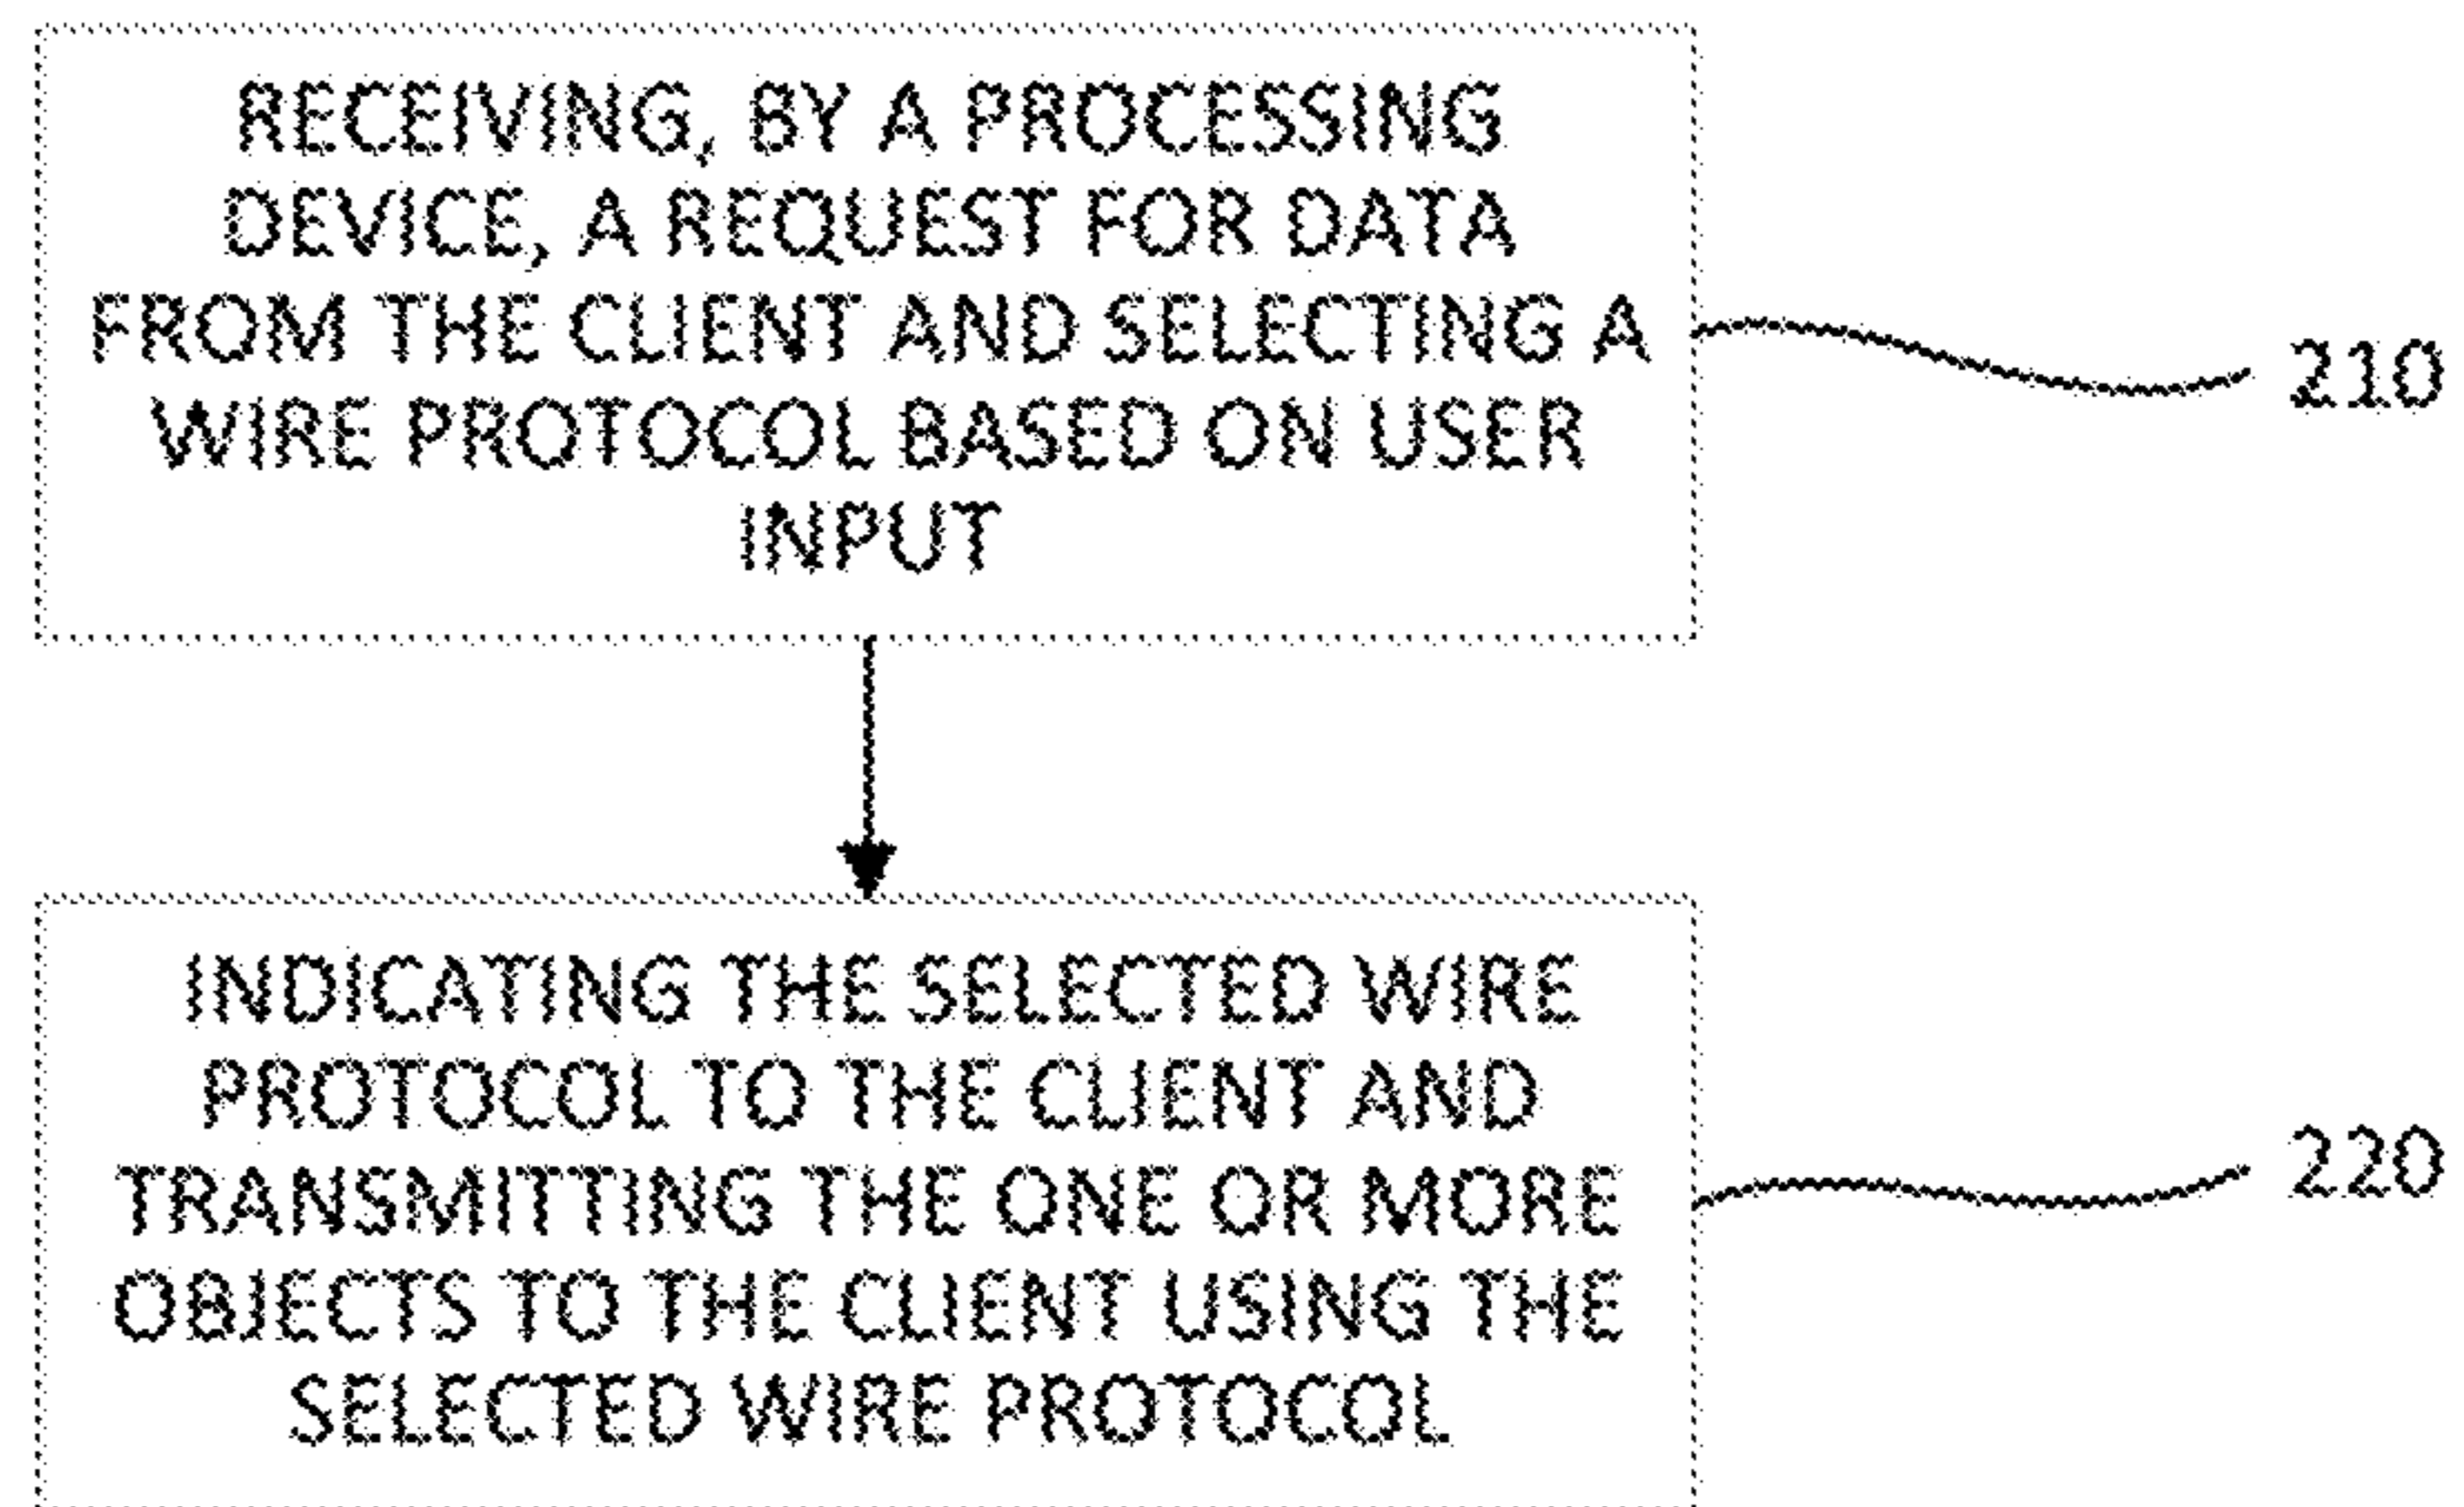 RECEIVING, BY A PROCESSING
DEVICE, A REQUEST FOR DATA
FROM THE CLIENT AND SELECTING A
WIRE PROTOCOL BASED ON USER
INPUT
210
INDICATING THE SELECTED WIRE
PROTOCOL TO THE CLIENT AND
TRANSMITTING THE ONE OR MORE
OBJECTS TO THE CLIENT USING THE
SELECTED WIRE PROTOCOL
220